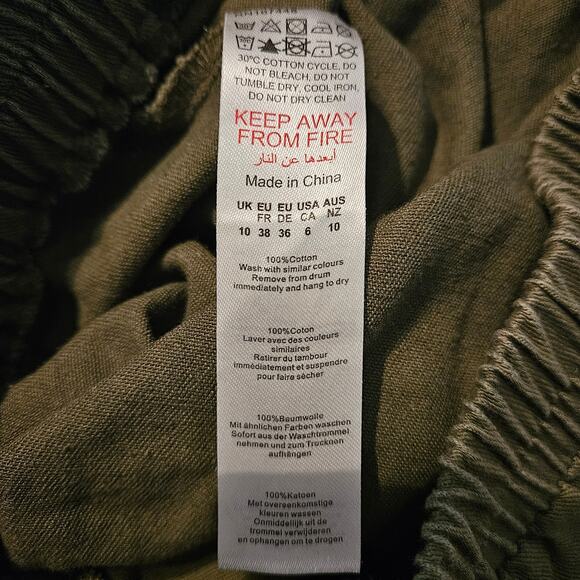 30°C COTTON CYCLE, DO
NOT BLEACH, DO NOT
TUMBLE DRY, COOL IRON,
DO NOT DRY CLEAN
KEEP AWAY
FROM FIRE
أبعدها عن النار
Made in China
UK EU EU USA AUS
FR DE CA NZ
10 38 36 6 10
100%Cotton
Wash with similar colours
Remove from drum
immediately and hang to dry
100%Coton
Laver avec des couleurs
similaires
Retirer du tambour
immédiatement et suspendre
pour faire sécher
100%Baumwolle
Mit ähnlichen Farben waschen
Sofort aus der Waschtrommel
nehmen und zum Trocknen
aufhängen
100%Katoen
Met overeenkomstige
kleuren wassen
Onmiddellijk uit de
trommel verwijderen
en ophangen om te drogen